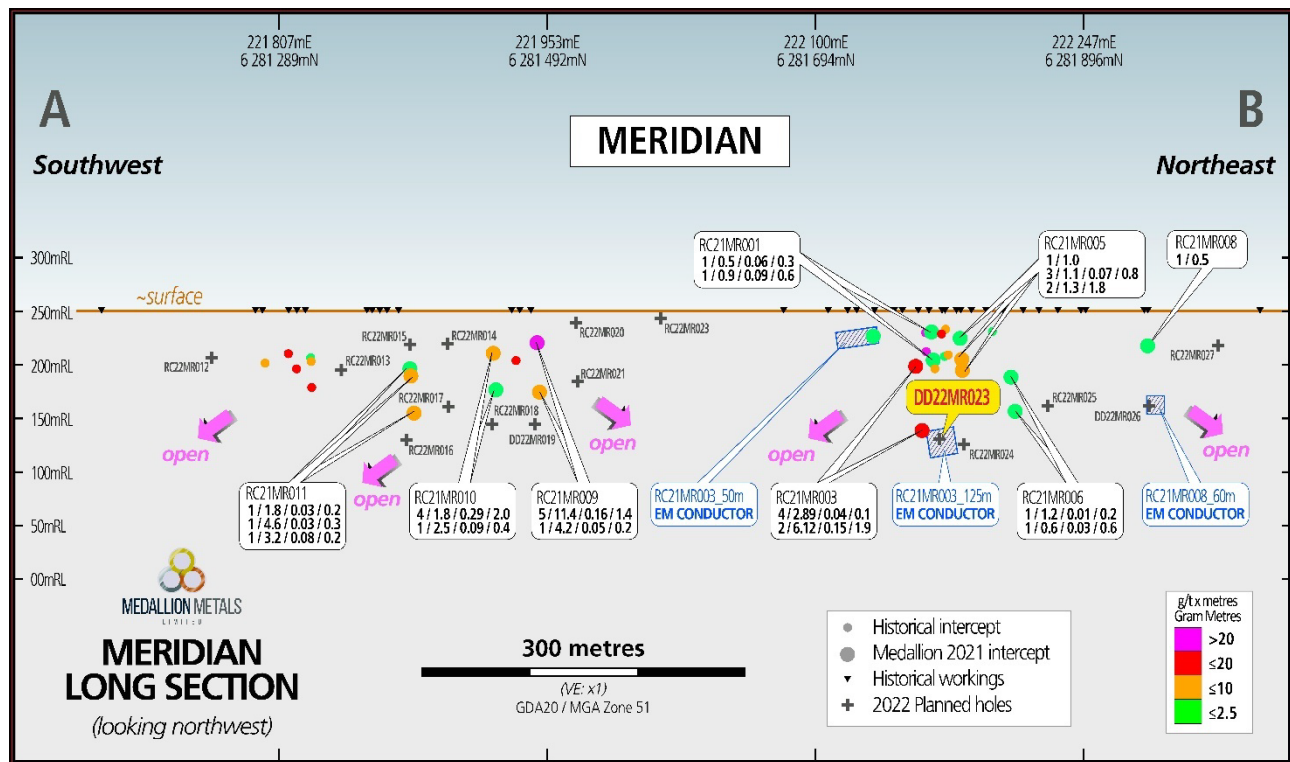 221 807mE
6 281 289mN
221 953mE
6 281 492mN
222 100mE
6 281 694mN
222 247mE
6 281 896mN
A
B
MERIDIAN
Southwest
Northeast
RC21MR001
1 / 0.5 / 0.06 / 0.3
1 / 0.9 / 0.09 / 0.6
RC21MR005
1 / 1.0
3 / 1.1 / 0.07 / 0.8
2 / 1.3 / 1.8
RC21MR008
1 / 0.5
300mRL
250mRL
200mRL
150mRL
100mRL
50mRL
00mRL
~surface
RC22MR012
RC22MR013
RC22MR015
RC22MR014
RC22MR020
RC22MR023
RC22MR017
RC22MR016
RC22MR018
DD22MR019
RC22MR021
DD22MR023
RC22MR024
RC22MR025
DD22MR026
RC22MR027
open
open
open
open
open
RC21MR011
1 / 1.8 / 0.03 / 0.2
1 / 4.6 / 0.03 / 0.3
1 / 3.2 / 0.08 / 0.2
RC21MR010
4 / 1.8 / 0.29 / 2.0
1 / 2.5 / 0.09 / 0.4
RC21MR009
5 / 11.4 / 0.16 / 1.4
1 / 4.2 / 0.05 / 0.2
RC21MR003_50m
EM CONDUCTOR
RC21MR003
4 / 2.89 / 0.04 / 0.1
2 / 6.12 / 0.15 / 1.9
RC21MR003_125m
EM CONDUCTOR
RC21MR006
1 / 1.2 / 0.01 / 0.2
1 / 0.6 / 0.03 / 0.6
RC21MR008_60m
EM CONDUCTOR
MEDALLION METALS
LIMITED
MERIDIAN
LONG SECTION
(looking northwest)
300 metres
(VE: x1)
GDA20 / MGA Zone 51
Historical intercept
Medallion 2021 intercept
Historical workings
2022 Planned holes
g/t x metres
Gram Metres
>20
≤20
≤10
≤2.5